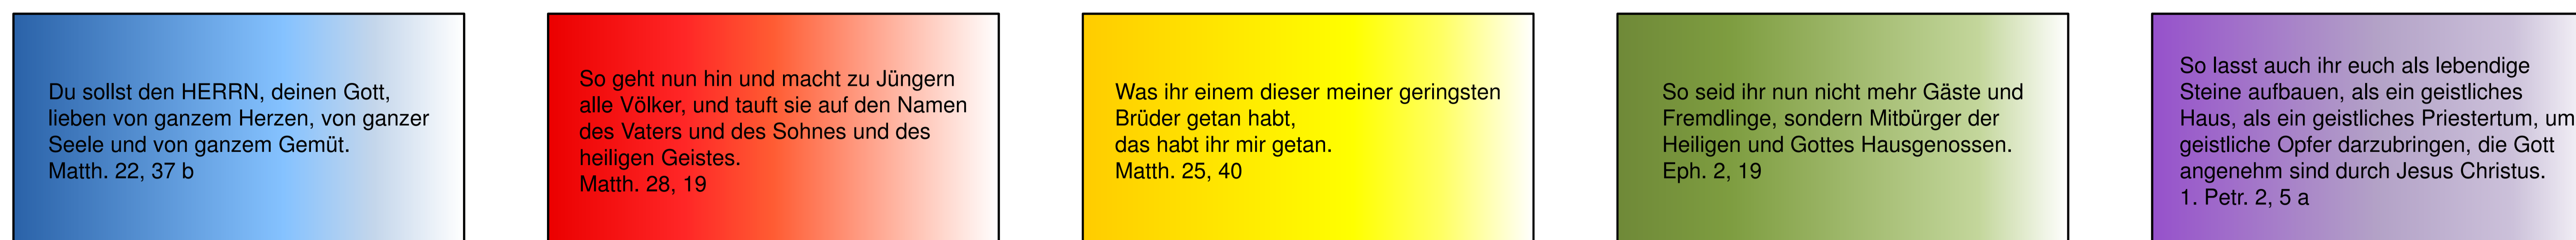 Du sollst den HERRN, deinen Gott,
lieben von ganzem Herzen, von ganzer
Seele und von ganzem Gemüt.
Matth. 22, 37 b
So geht nun hin und macht zu Jüngern
alle Völker, und tauft sie auf den Namen
des Vaters und des Sohnes und des
heiligen Geistes.
Matth. 28, 19
Was ihr einem dieser meiner geringsten
Brüder getan habt,
das habt ihr mir getan.
Matth. 25, 40
So seid ihr nun nicht mehr Gäste und
Fremdlinge, sondern Mitbürger der
Heiligen und Gottes Hausgenossen.
Eph. 2, 19
So lasst auch ihr euch als lebendige
Steine aufbauen, als ein geistliches
Haus, als ein geistliches Priestertum, um
geistliche Opfer darzubringen, die Gott
angenehm sind durch Jesus Christus.
1. Petr. 2, 5 a